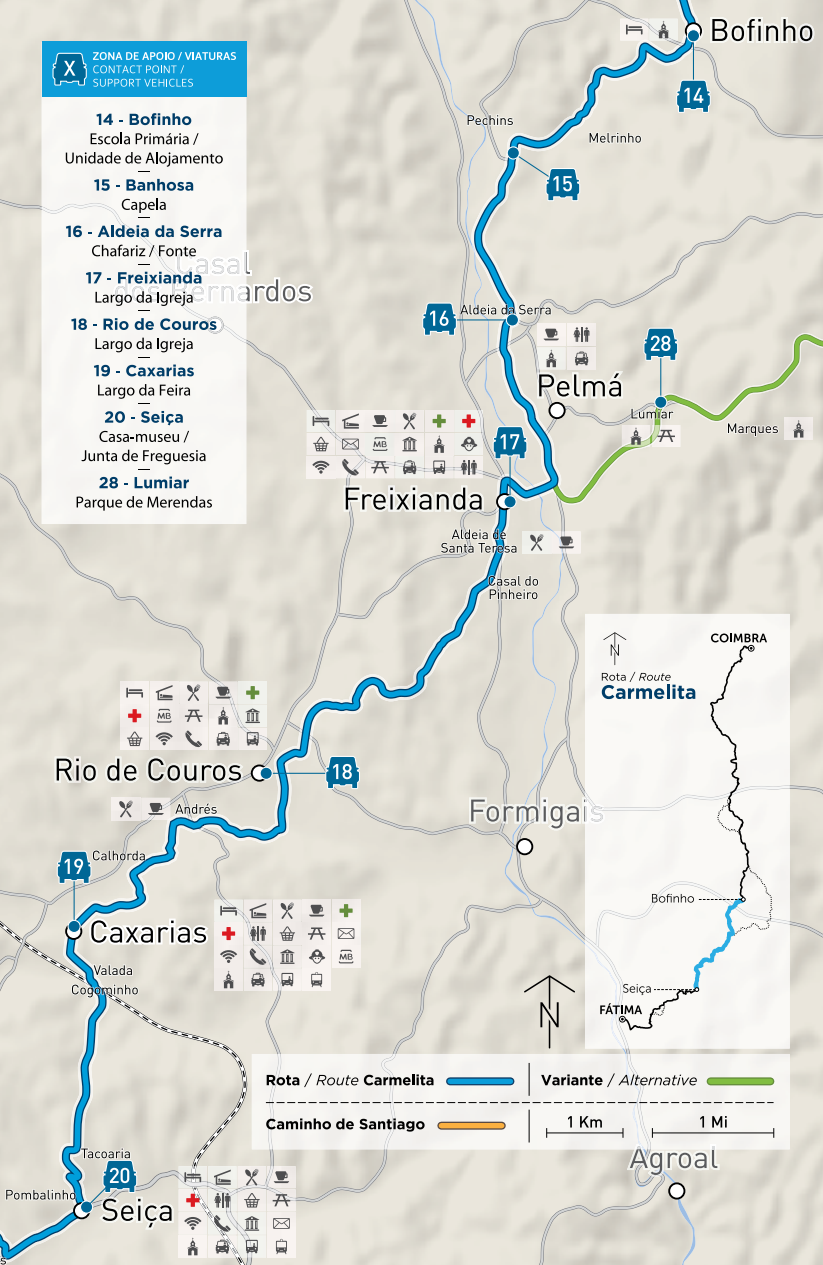 Bofinho
ZONA DE APOIO / VIATURAS
CONTACT POINT /
SUPPORT VEHICLES
X
14
14 - Bofinho
Escola Primária /
Unidade de Alojamento
15 - Banhosa
Capela
16 - Aldeia da Serra
Chafariz / Fonte
17 - Freixianda
Largo da Igreja
18 - Rio de Couros
Largo da Igreja
19 - Caxarias
Largo da Feira
20 - Seiça
Casa-museu /
Junta de Freguesia
28 - Lumiar
Parque de Merendas
Casal
dos Bernardos
Pechins
Melrinho
15
Aldeia da Serra
16
28
Pelmá
Lumiar
Marques
MB
17
Freixianda
Aldeia de
Santa Teresa
Casal do
Pinheiro
N
COIMBRA
Rota / Route
Carmelita
Bofinho
Seiça
FÁTIMA
MB
Rio de Couros
18
Andrés
Formigais
Calhorda
19
Caxarias
MB
Valada
Cogominho
N
Rota / Route Carmelita
Variante / Alternative
Caminho de Santiago
1 Km
1 Mi
Agroal
Tacoaria
20
Pombalinho
Seiça